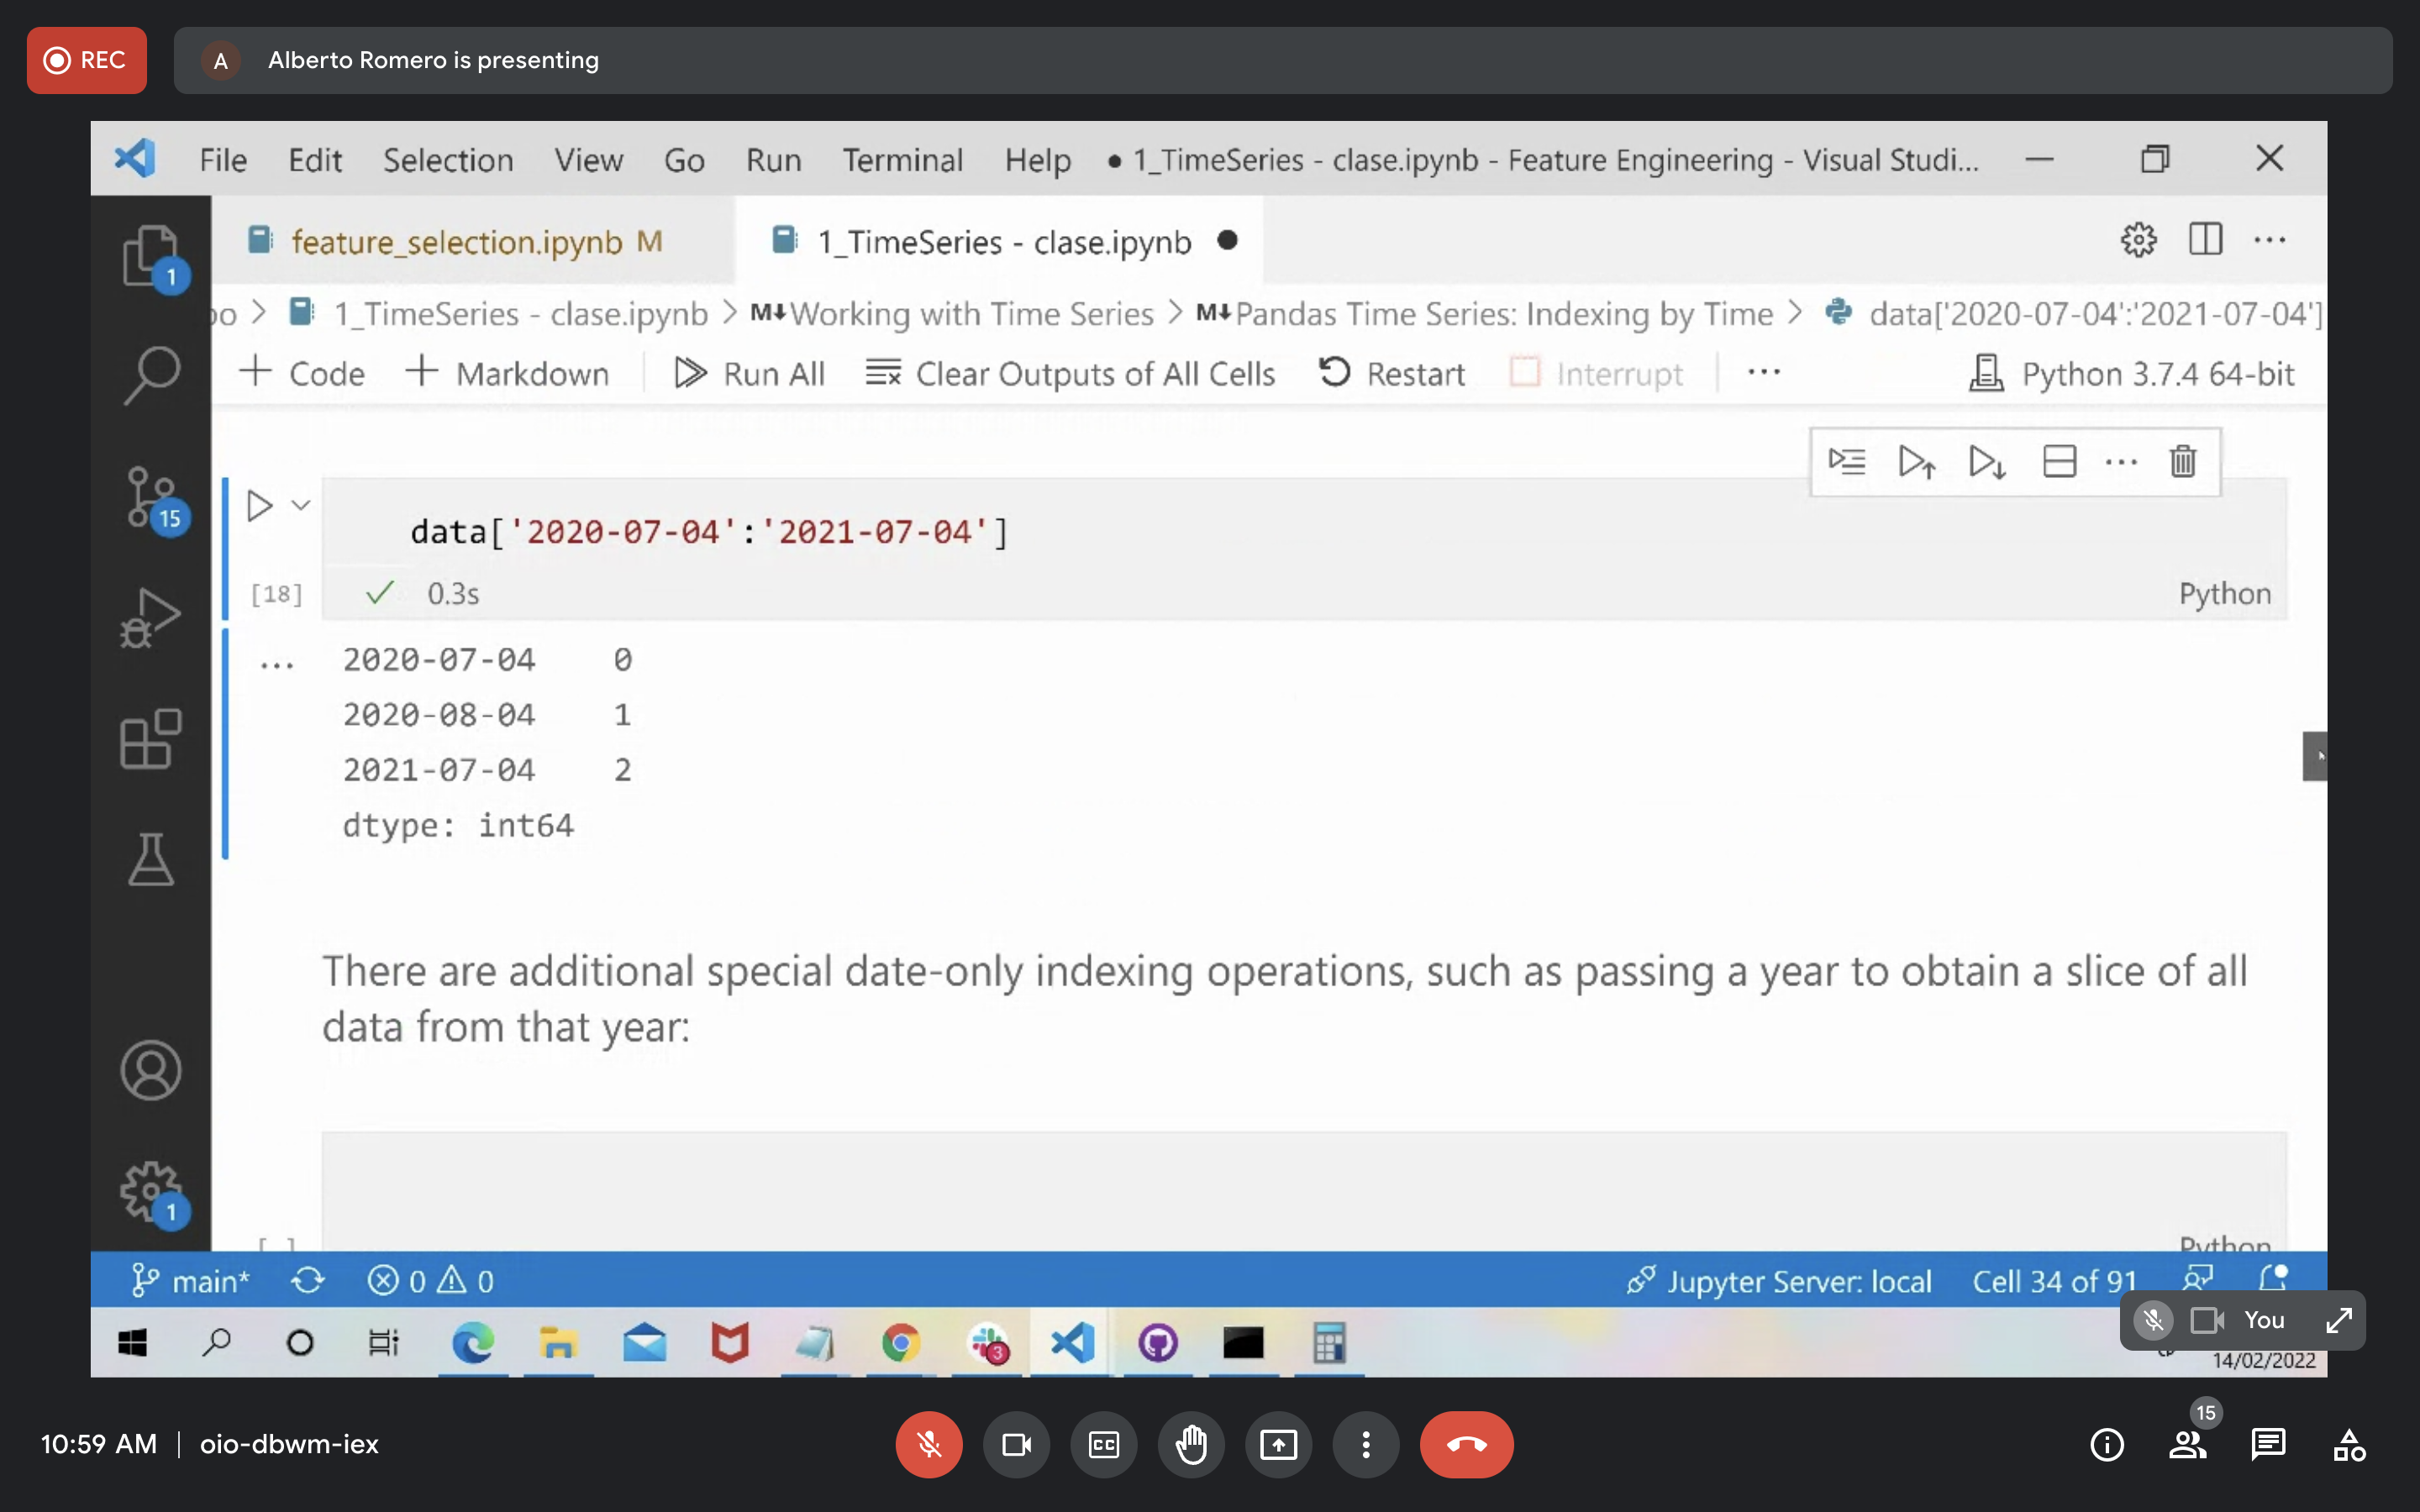 REC
A
Alberto Romero is presenting
File Edit Selection View Go Run Terminal Help ● 1_TimeSeries - clase.ipynb - Feature Engineering - Visual Studi...
feature_selection.ipynb M
1_TimeSeries - clase.ipynb ●
1_TimeSeries - clase.ipynb > M↓ Working with Time Series > M↓ Pandas Time Series: Indexing by Time > data['2020-07-04':'2021-07-04']
+ Code + Markdown Run All Clear Outputs of All Cells Restart Interrupt ... Python 3.7.4 64-bit
1
15
1
data['2020-07-04':'2021-07-04']
[18] ✓ 0.3s Python
... 2020-07-04 0
2020-08-04 1
2021-07-04 2
dtype: int64
There are additional special date-only indexing operations, such as passing a year to obtain a slice of all
data from that year:
[ ] Python
main* 0 0 Jupyter Server: local Cell 34 of 91
3
You
14/02/2022
10:59 AM | oio-dbwm-iex
CC
15